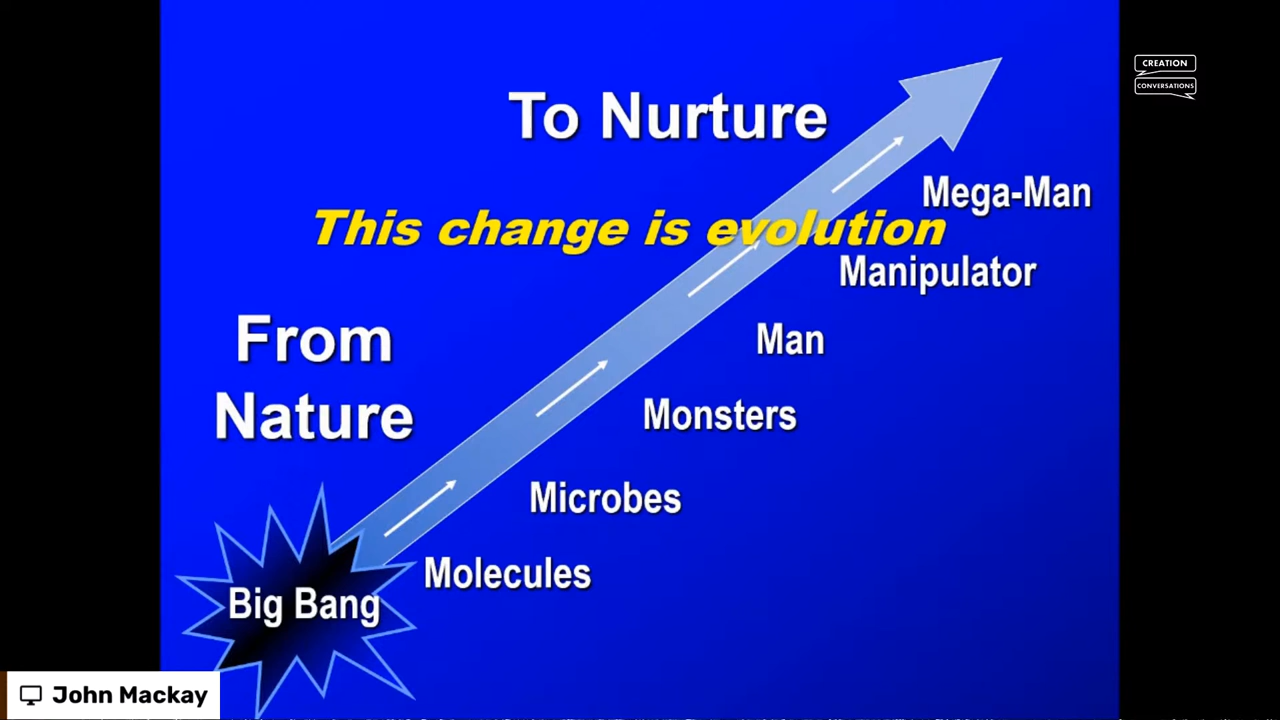 To Nurture
CREATION
CONVERSATIONS
Mega-Man
This change is evolution
Manipulator
From
Nature
Man
Monsters
Microbes
Molecules
Big Bang
John Mackay